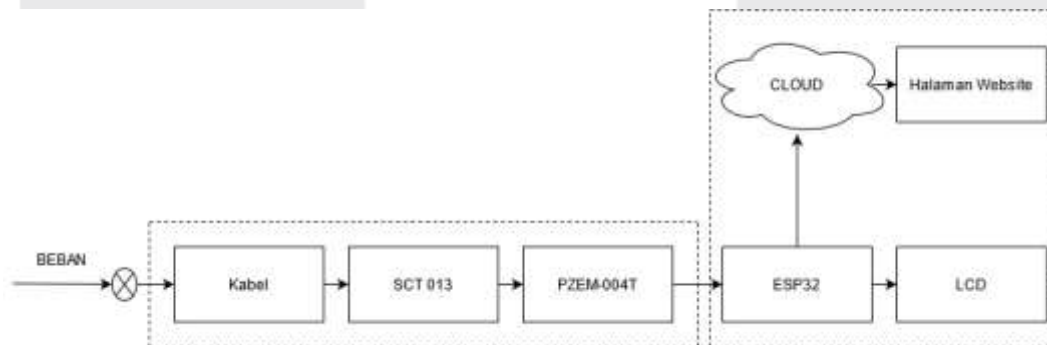 CLOUD
Halaman Website
BEBAN
Kabel
SCT 013
PZEM-004T
ESP32
LCD